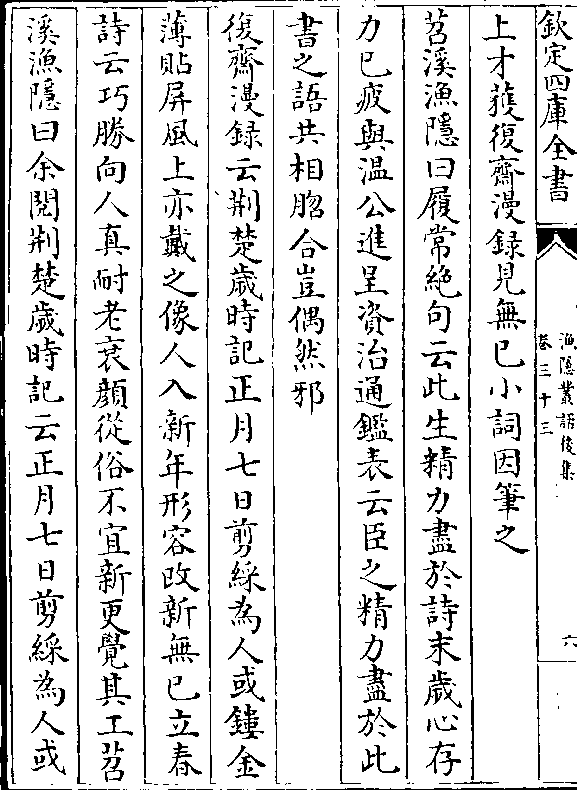 欽定四庫全書
漁隱叢話後集
卷三十三
六
上才獲復齋漫録見無已小詞因筆之
苕溪漁隱曰履常絶句云此生精力盡於詩末歲心存
力已疲與温公進呈資治通鑑表云臣之精力盡於此
書之語共相脗合豈偶然邪
復齋漫録云荆楚歳時記正月七日剪綵為人或鏤金
薄貼屏風上亦戴之像人入新年形容改新無已立春
詩云巧勝向人真耐老衰顔從俗不宜新更覺其工苕
溪漁隱曰余閱荆楚歳時記云正月七日剪綵為人或